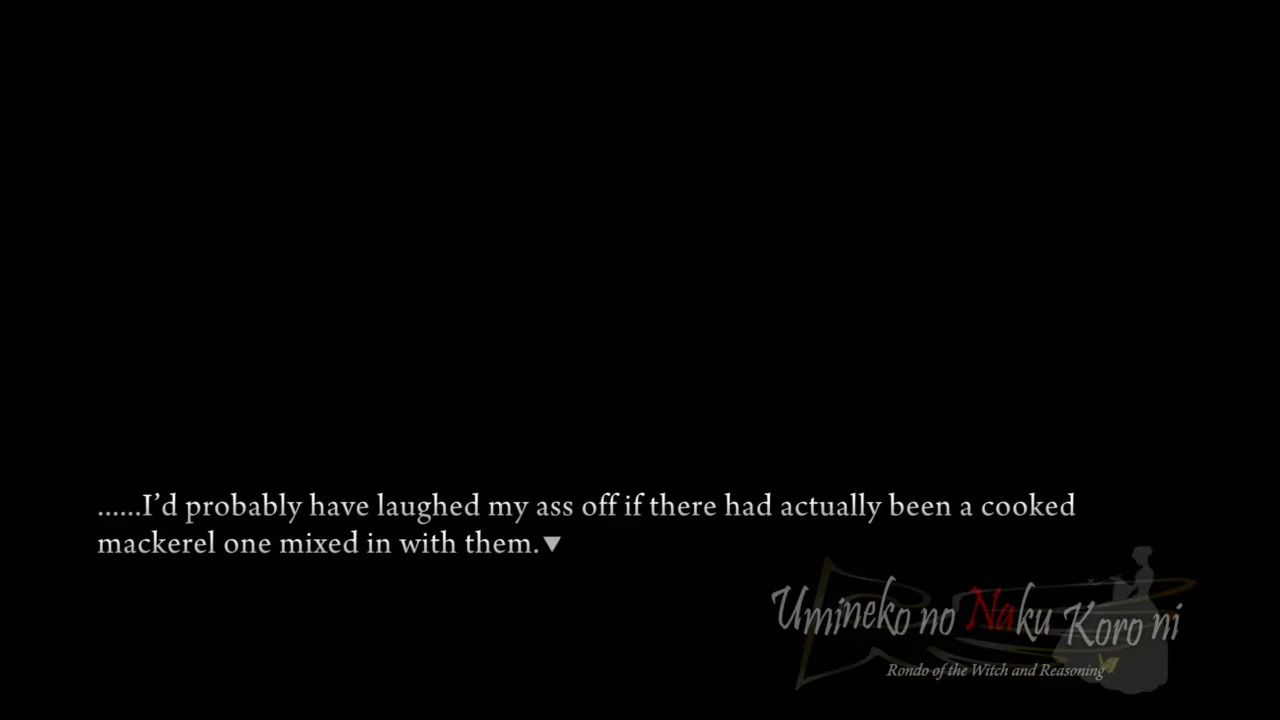 ......I'd probably have laughed my ass off if there had actually been a cooked
mackerel one mixed in with them.▼
Umineko no Naku Koro ni
Rondo of the Witch and Reasoning